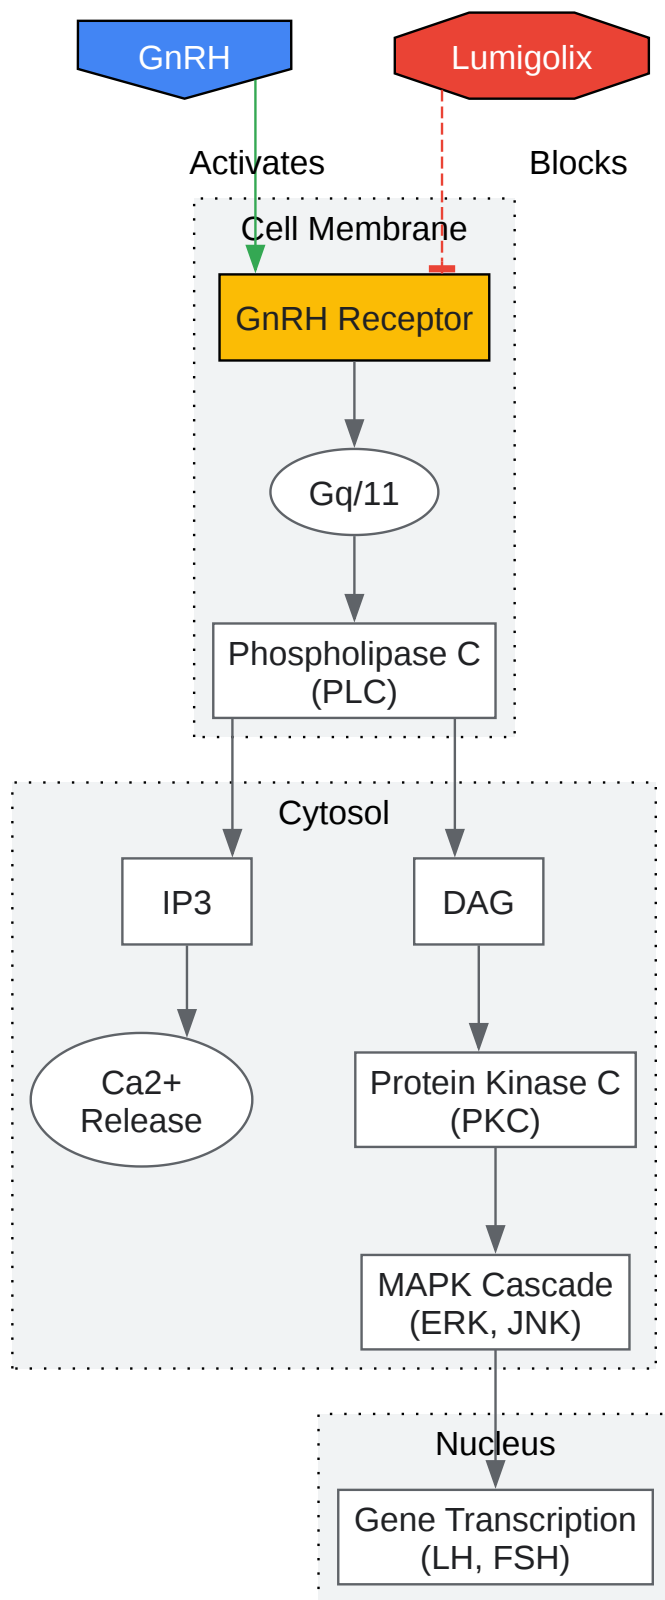 GnRH
Lumigolix
Activates
Blocks
Cell Membrane
GnRH Receptor
Gq/11
Phospholipase C
(PLC)
Cytosol
IP3
DAG
Ca2+
Release
Protein Kinase C
(PKC)
MAPK Cascade
(ERK, JNK)
Nucleus
Gene Transcription
(LH, FSH)